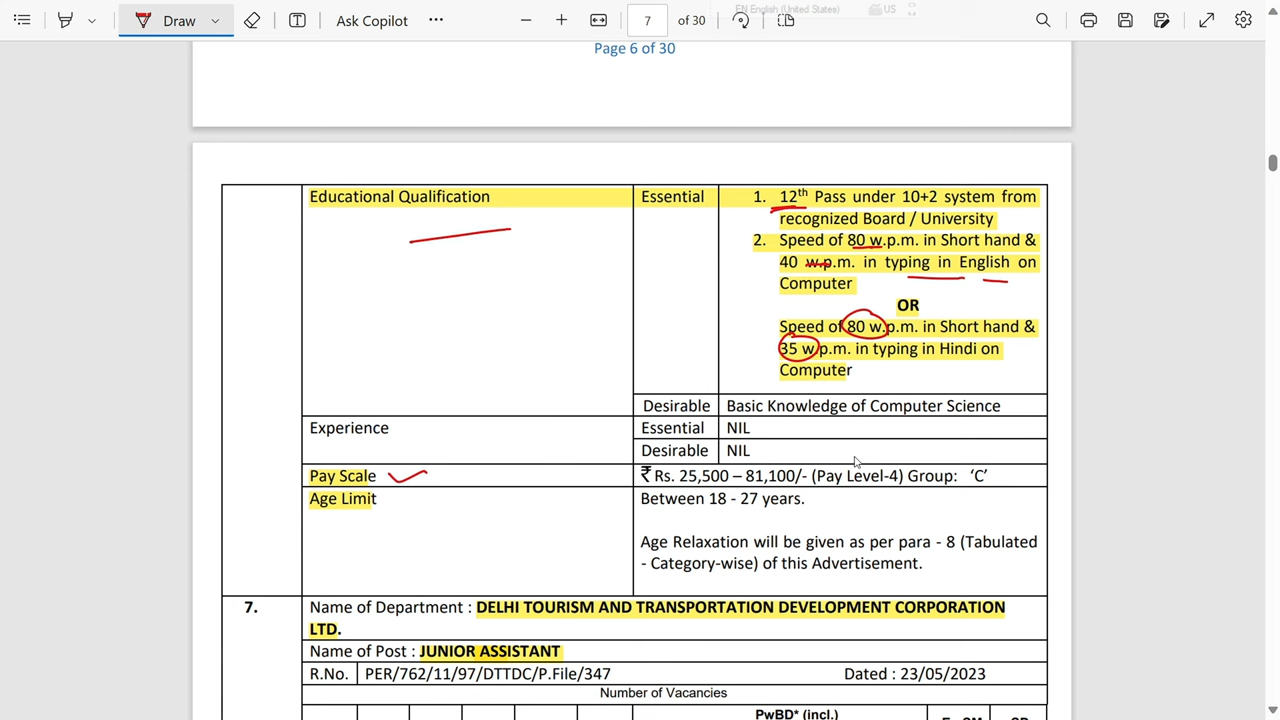 EN English (United States) US
Draw Ask Copilot ··· 7 of 30
Page 6 of 30
Educational Qualification
Essential
1. 12th Pass under 10+2 system from
recognized Board / University
2. Speed of 80 w.p.m. in Short hand &
40 w.p.m. in typing in English on
Computer
OR
Speed of 80 w.p.m. in Short hand &
35 w.p.m. in typing in Hindi on
Computer
Desirable Basic Knowledge of Computer Science
Experience Essential NIL
Desirable NIL
Pay Scale ₹ Rs. 25,500 – 81,100/- (Pay Level-4) Group: ‘C’
Age Limit Between 18 - 27 years.
Age Relaxation will be given as per para - 8 (Tabulated
- Category-wise) of this Advertisement.
7. Name of Department : DELHI TOURISM AND TRANSPORTATION DEVELOPMENT CORPORATION
LTD.
Name of Post : JUNIOR ASSISTANT
R.No. PER/762/11/97/DTTDC/P.File/347 Dated : 23/05/2023
Number of Vacancies
PwBD* (incl.)